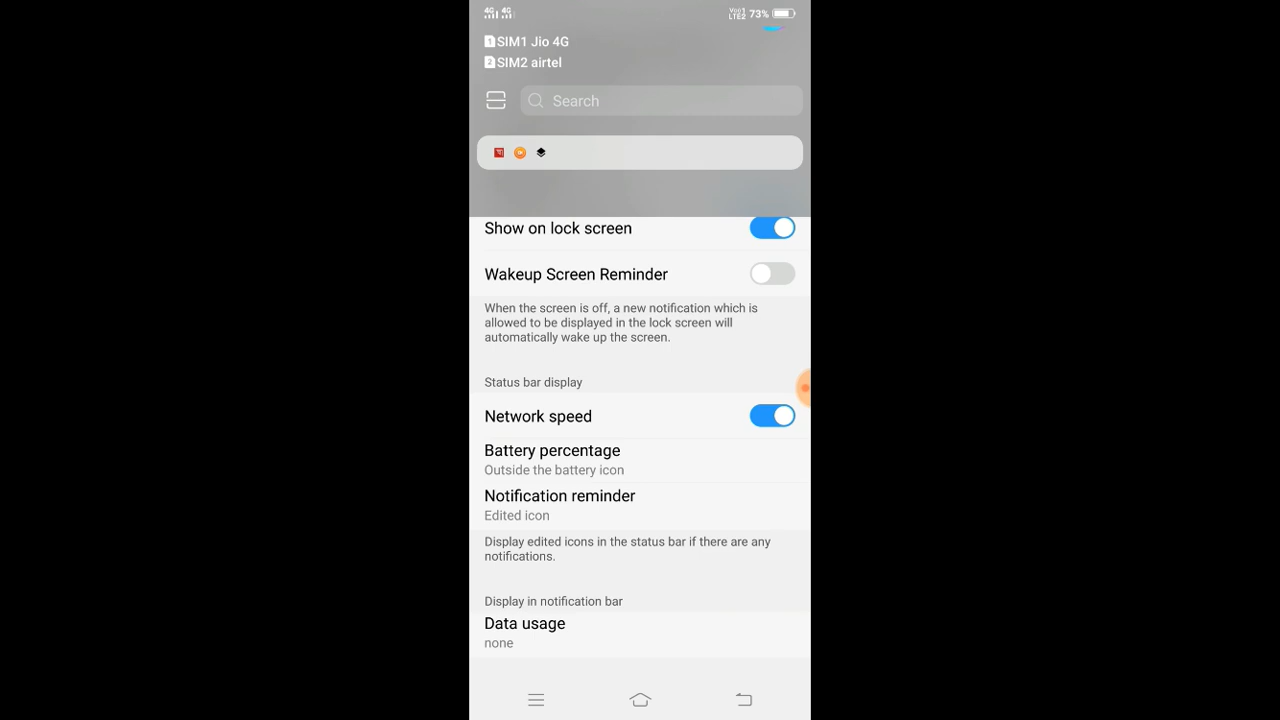 4G 4G VoLTE2 73%
SIM1 Jio 4G
SIM2 airtel
Search
Show on lock screen
Wakeup Screen Reminder
When the screen is off, a new notification which is
allowed to be displayed in the lock screen will
automatically wake up the screen.
Status bar display
Network speed
Battery percentage
Outside the battery icon
Notification reminder
Edited icon
Display edited icons in the status bar if there are any
notifications.
Display in notification bar
Data usage
none